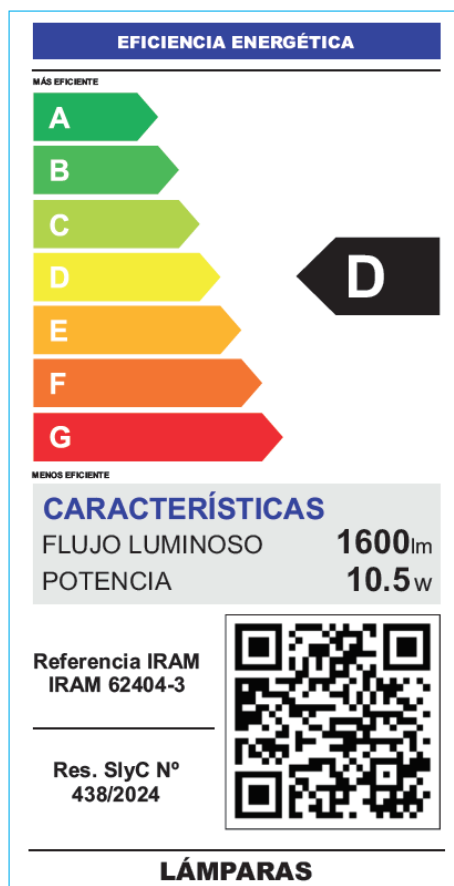 EFICIENCIA ENERGÉTICA
MÁS EFICIENTE
A
B
C
D
D
E
F
G
MENOS EFICIENTE
CARACTERÍSTICAS
FLUJO LUMINOSO 1600lm
POTENCIA 10.5w
Referencia IRAM
IRAM 62404-3
Res. SIyC Nº
438/2024
LÁMPARAS